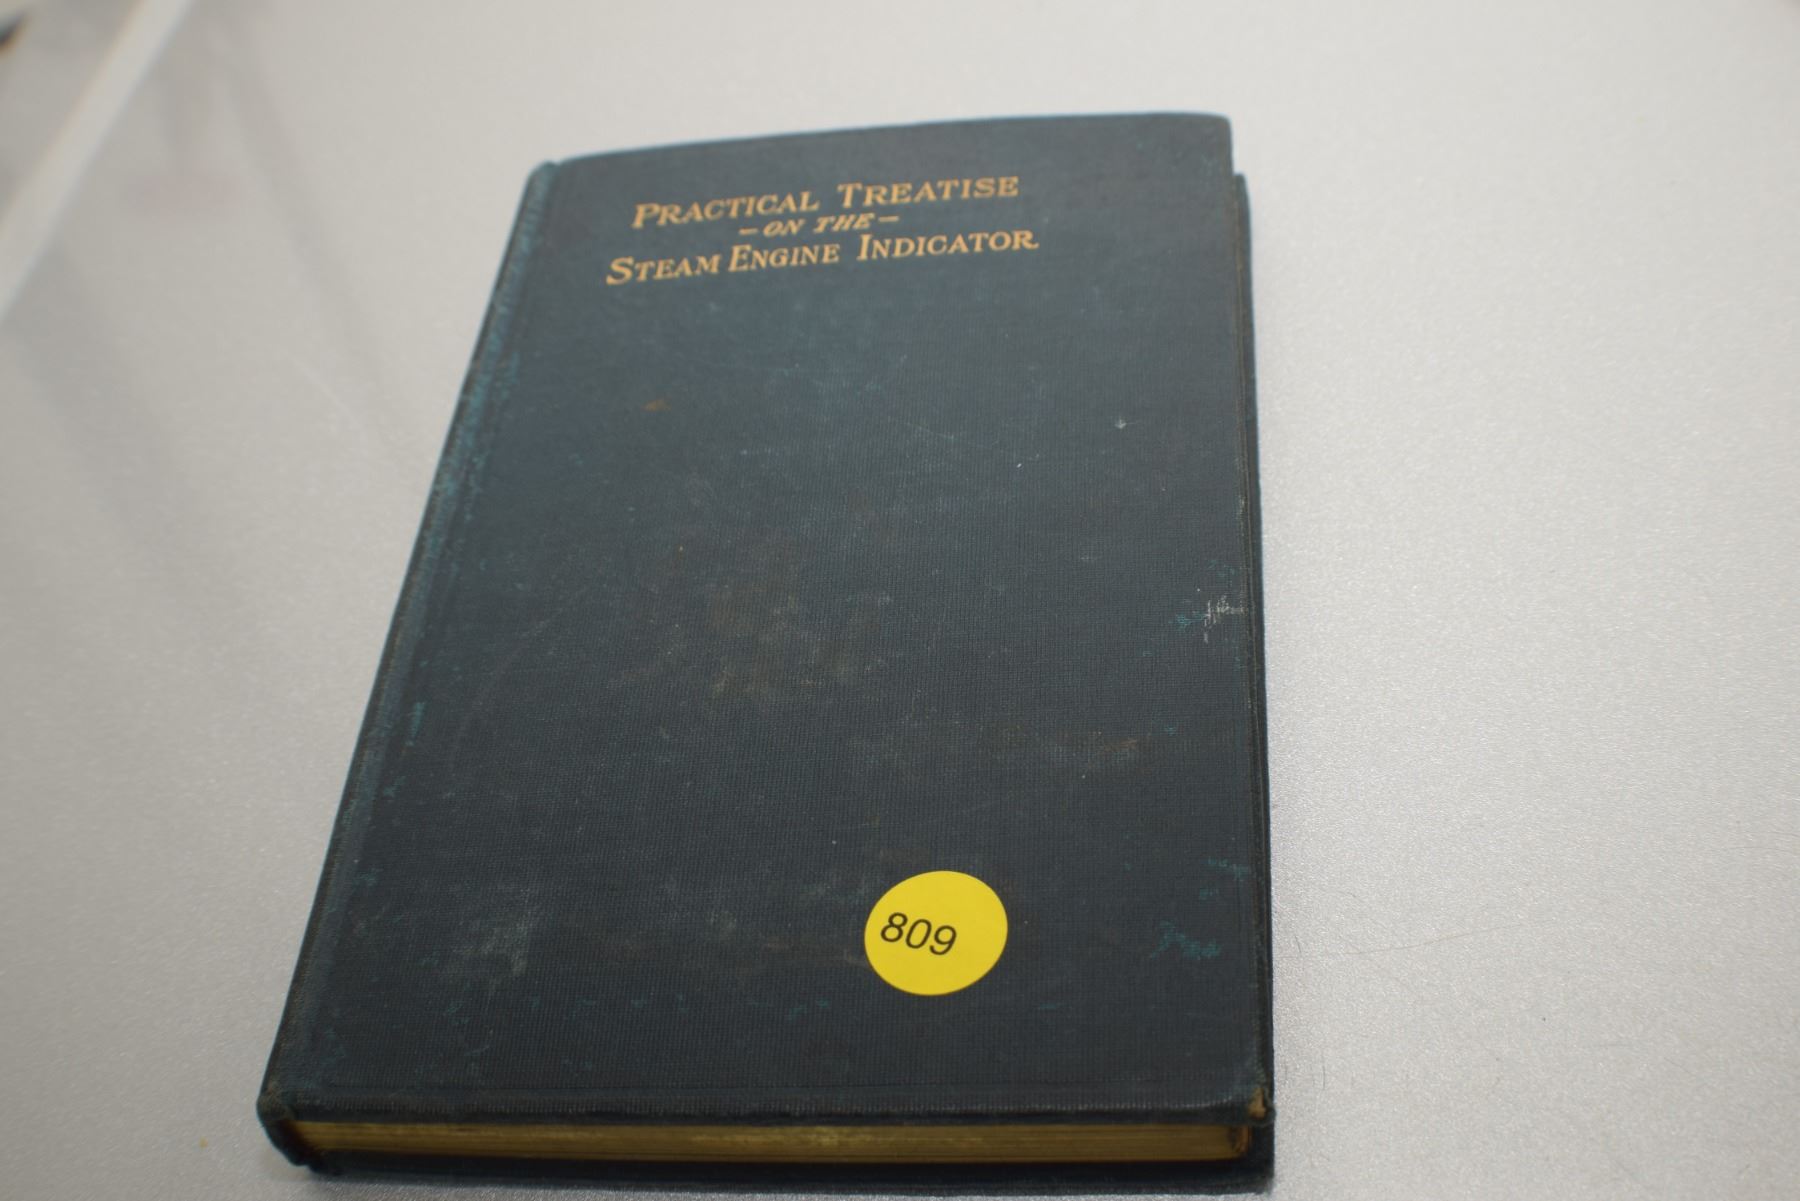 PRACTICAL TREATISE
- ON THE -
STEAM ENGINE INDICATOR
809